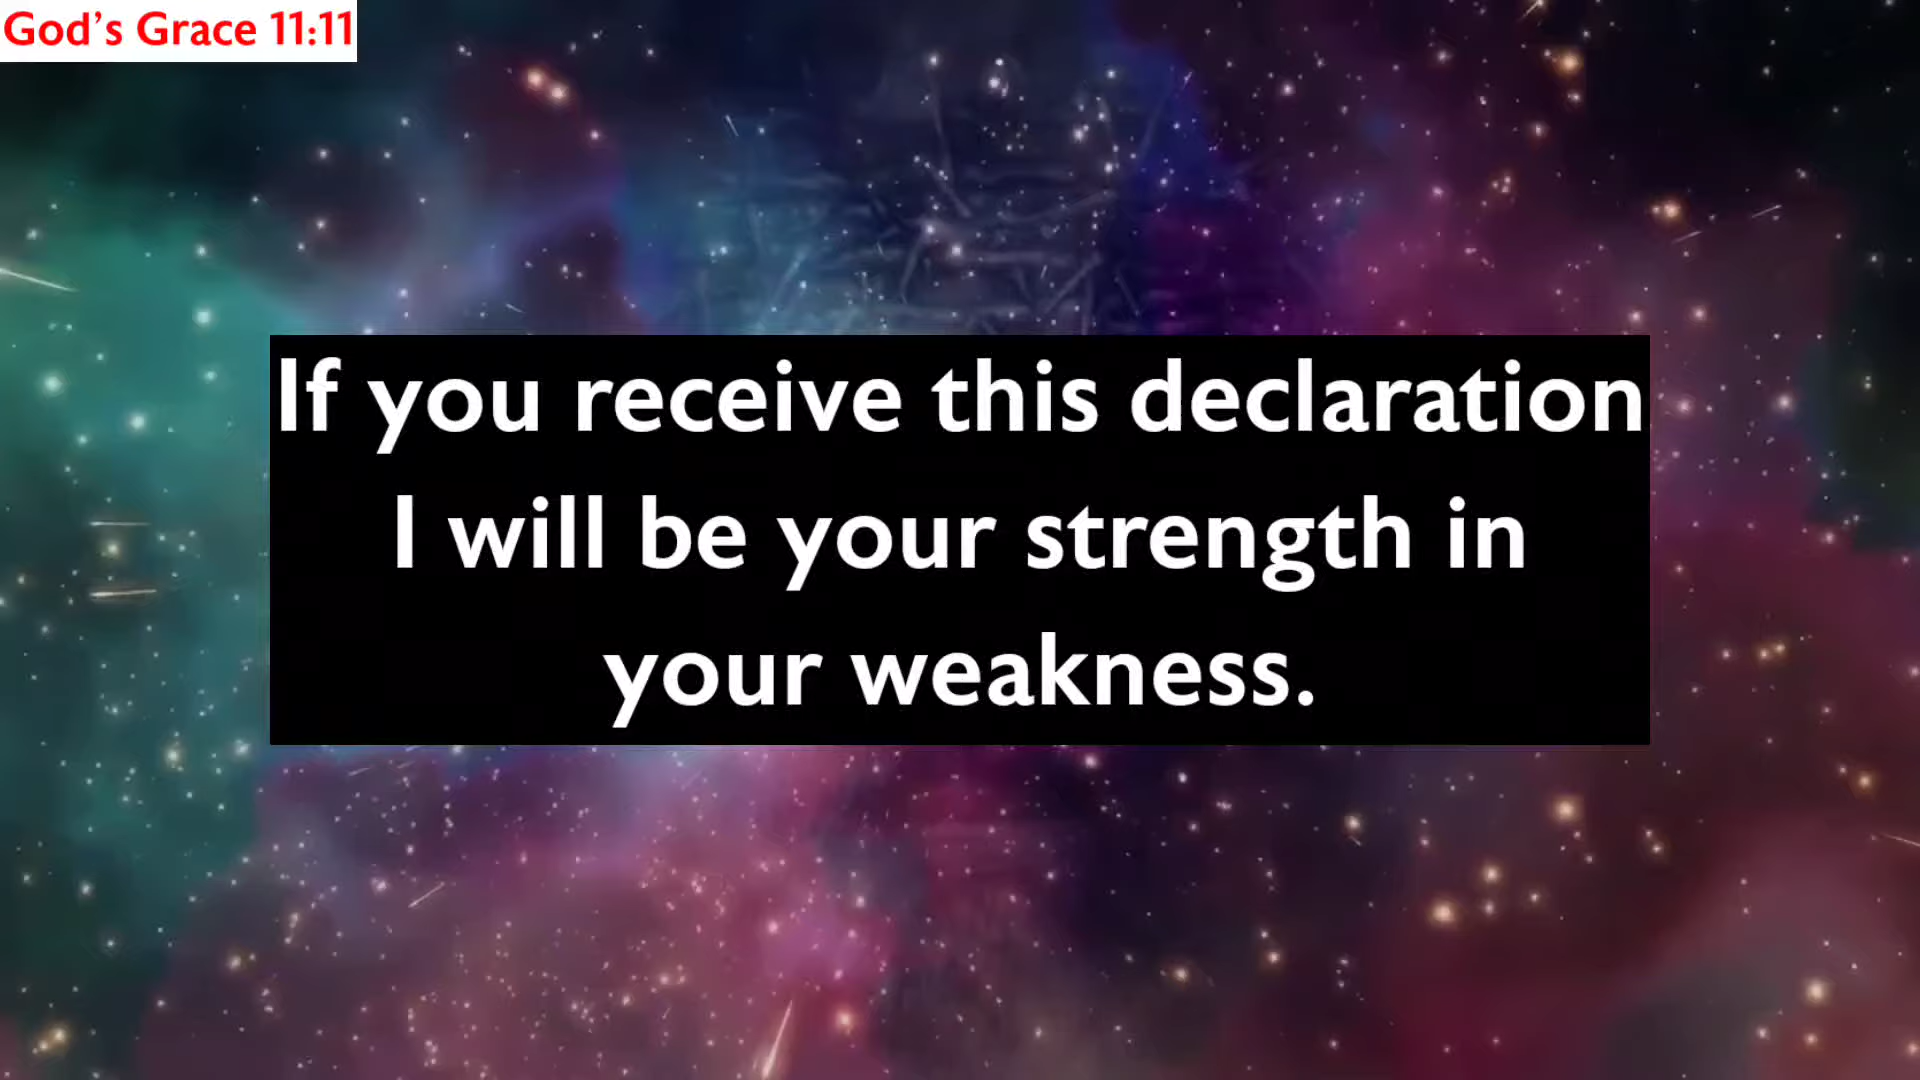 God's Grace 11:11
If you receive this declaration
I will be your strength in
your weakness.